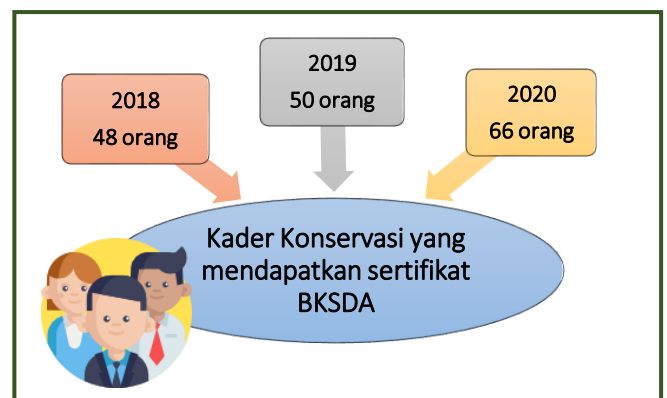 2018
48 orang
2019
50 orang
2020
66 orang
Kader Konservasi yang
mendapatkan sertifikat
BKSDA